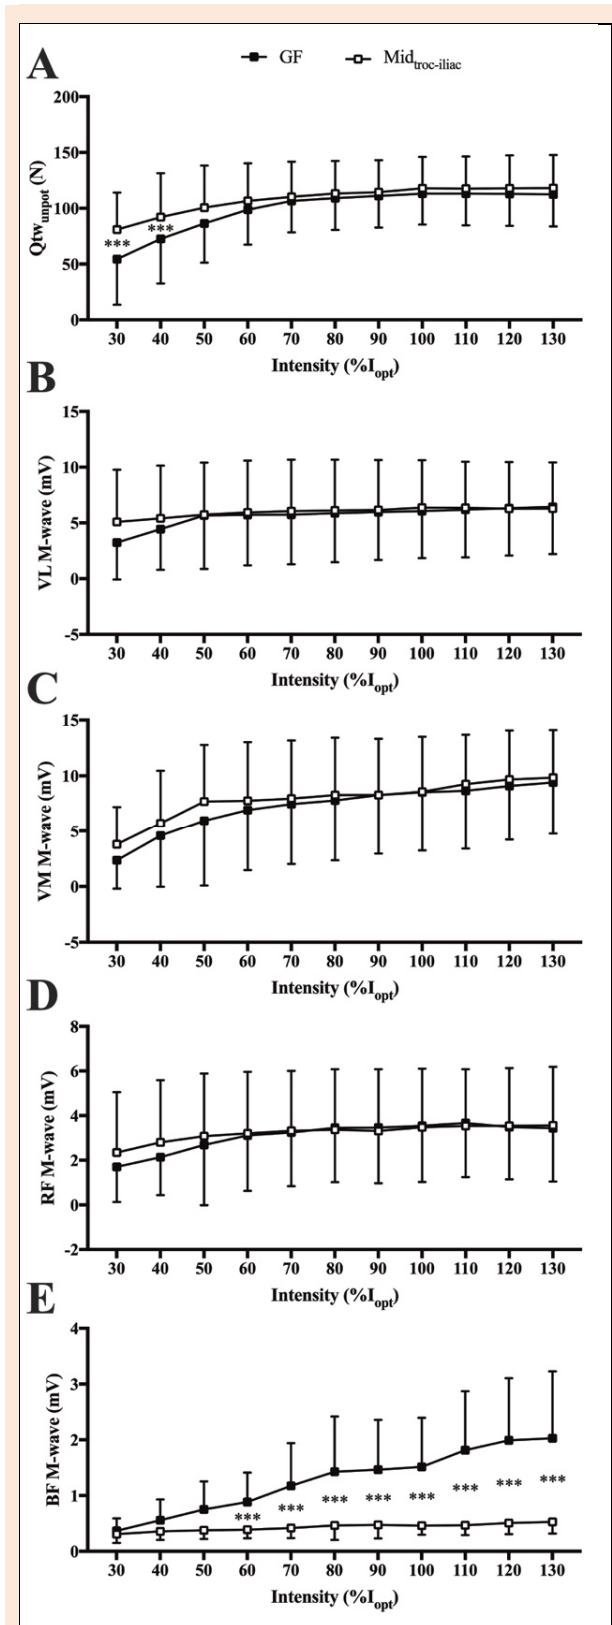 A
GF Midtroc-iliac
200
150
100
50
0
Qtwunpot (N)
*** ***
30 40 50 60 70 80 90 100 110 120 130
Intensity (%Iopt)
B
15
10
5
0
-5
VL M-wave (mV)
30 40 50 60 70 80 90 100 110 120 130
Intensity (%Iopt)
C
15
10
5
0
-5
VM M-wave (mV)
30 40 50 60 70 80 90 100 110 120 130
Intensity (%Iopt)
D
8
6
4
2
0
-2
RF M-wave (mV)
30 40 50 60 70 80 90 100 110 120 130
Intensity (%Iopt)
E
4
3
2
1
0
BF M-wave (mV)
*** *** *** *** *** *** *** ***
30 40 50 60 70 80 90 100 110 120 130
Intensity (%Iopt)